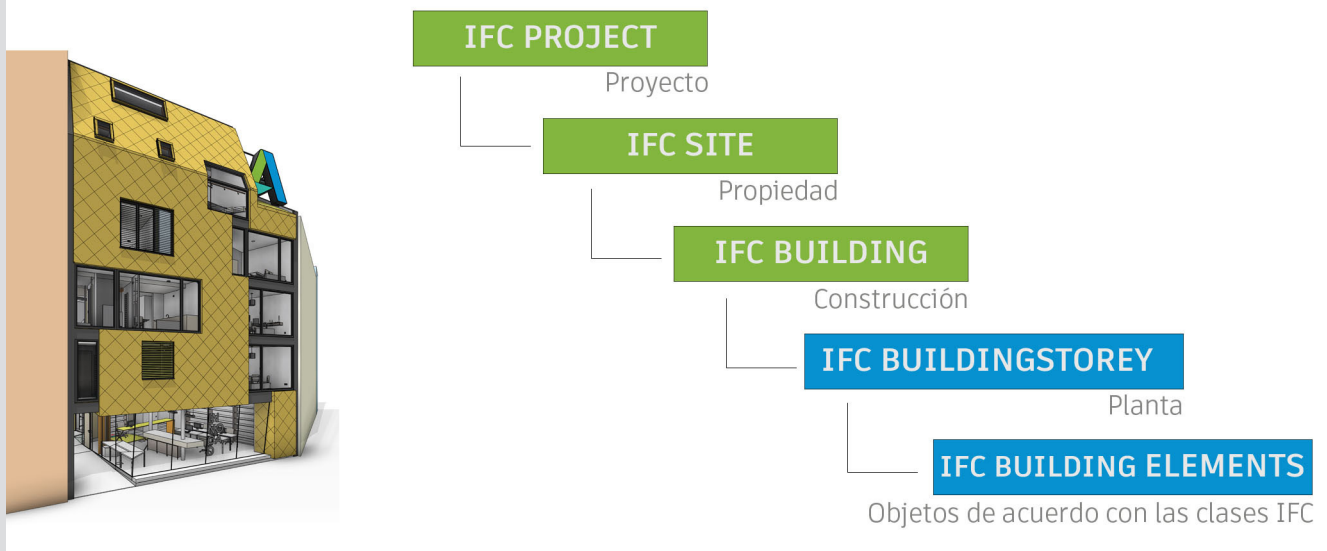 IFC PROJECT
Proyecto
IFC SITE
Propiedad
IFC BUILDING
Construcción
IFC BUILDINGSTOREY
Planta
IFC BUILDING ELEMENTS
Objetos de acuerdo con las clases IFC